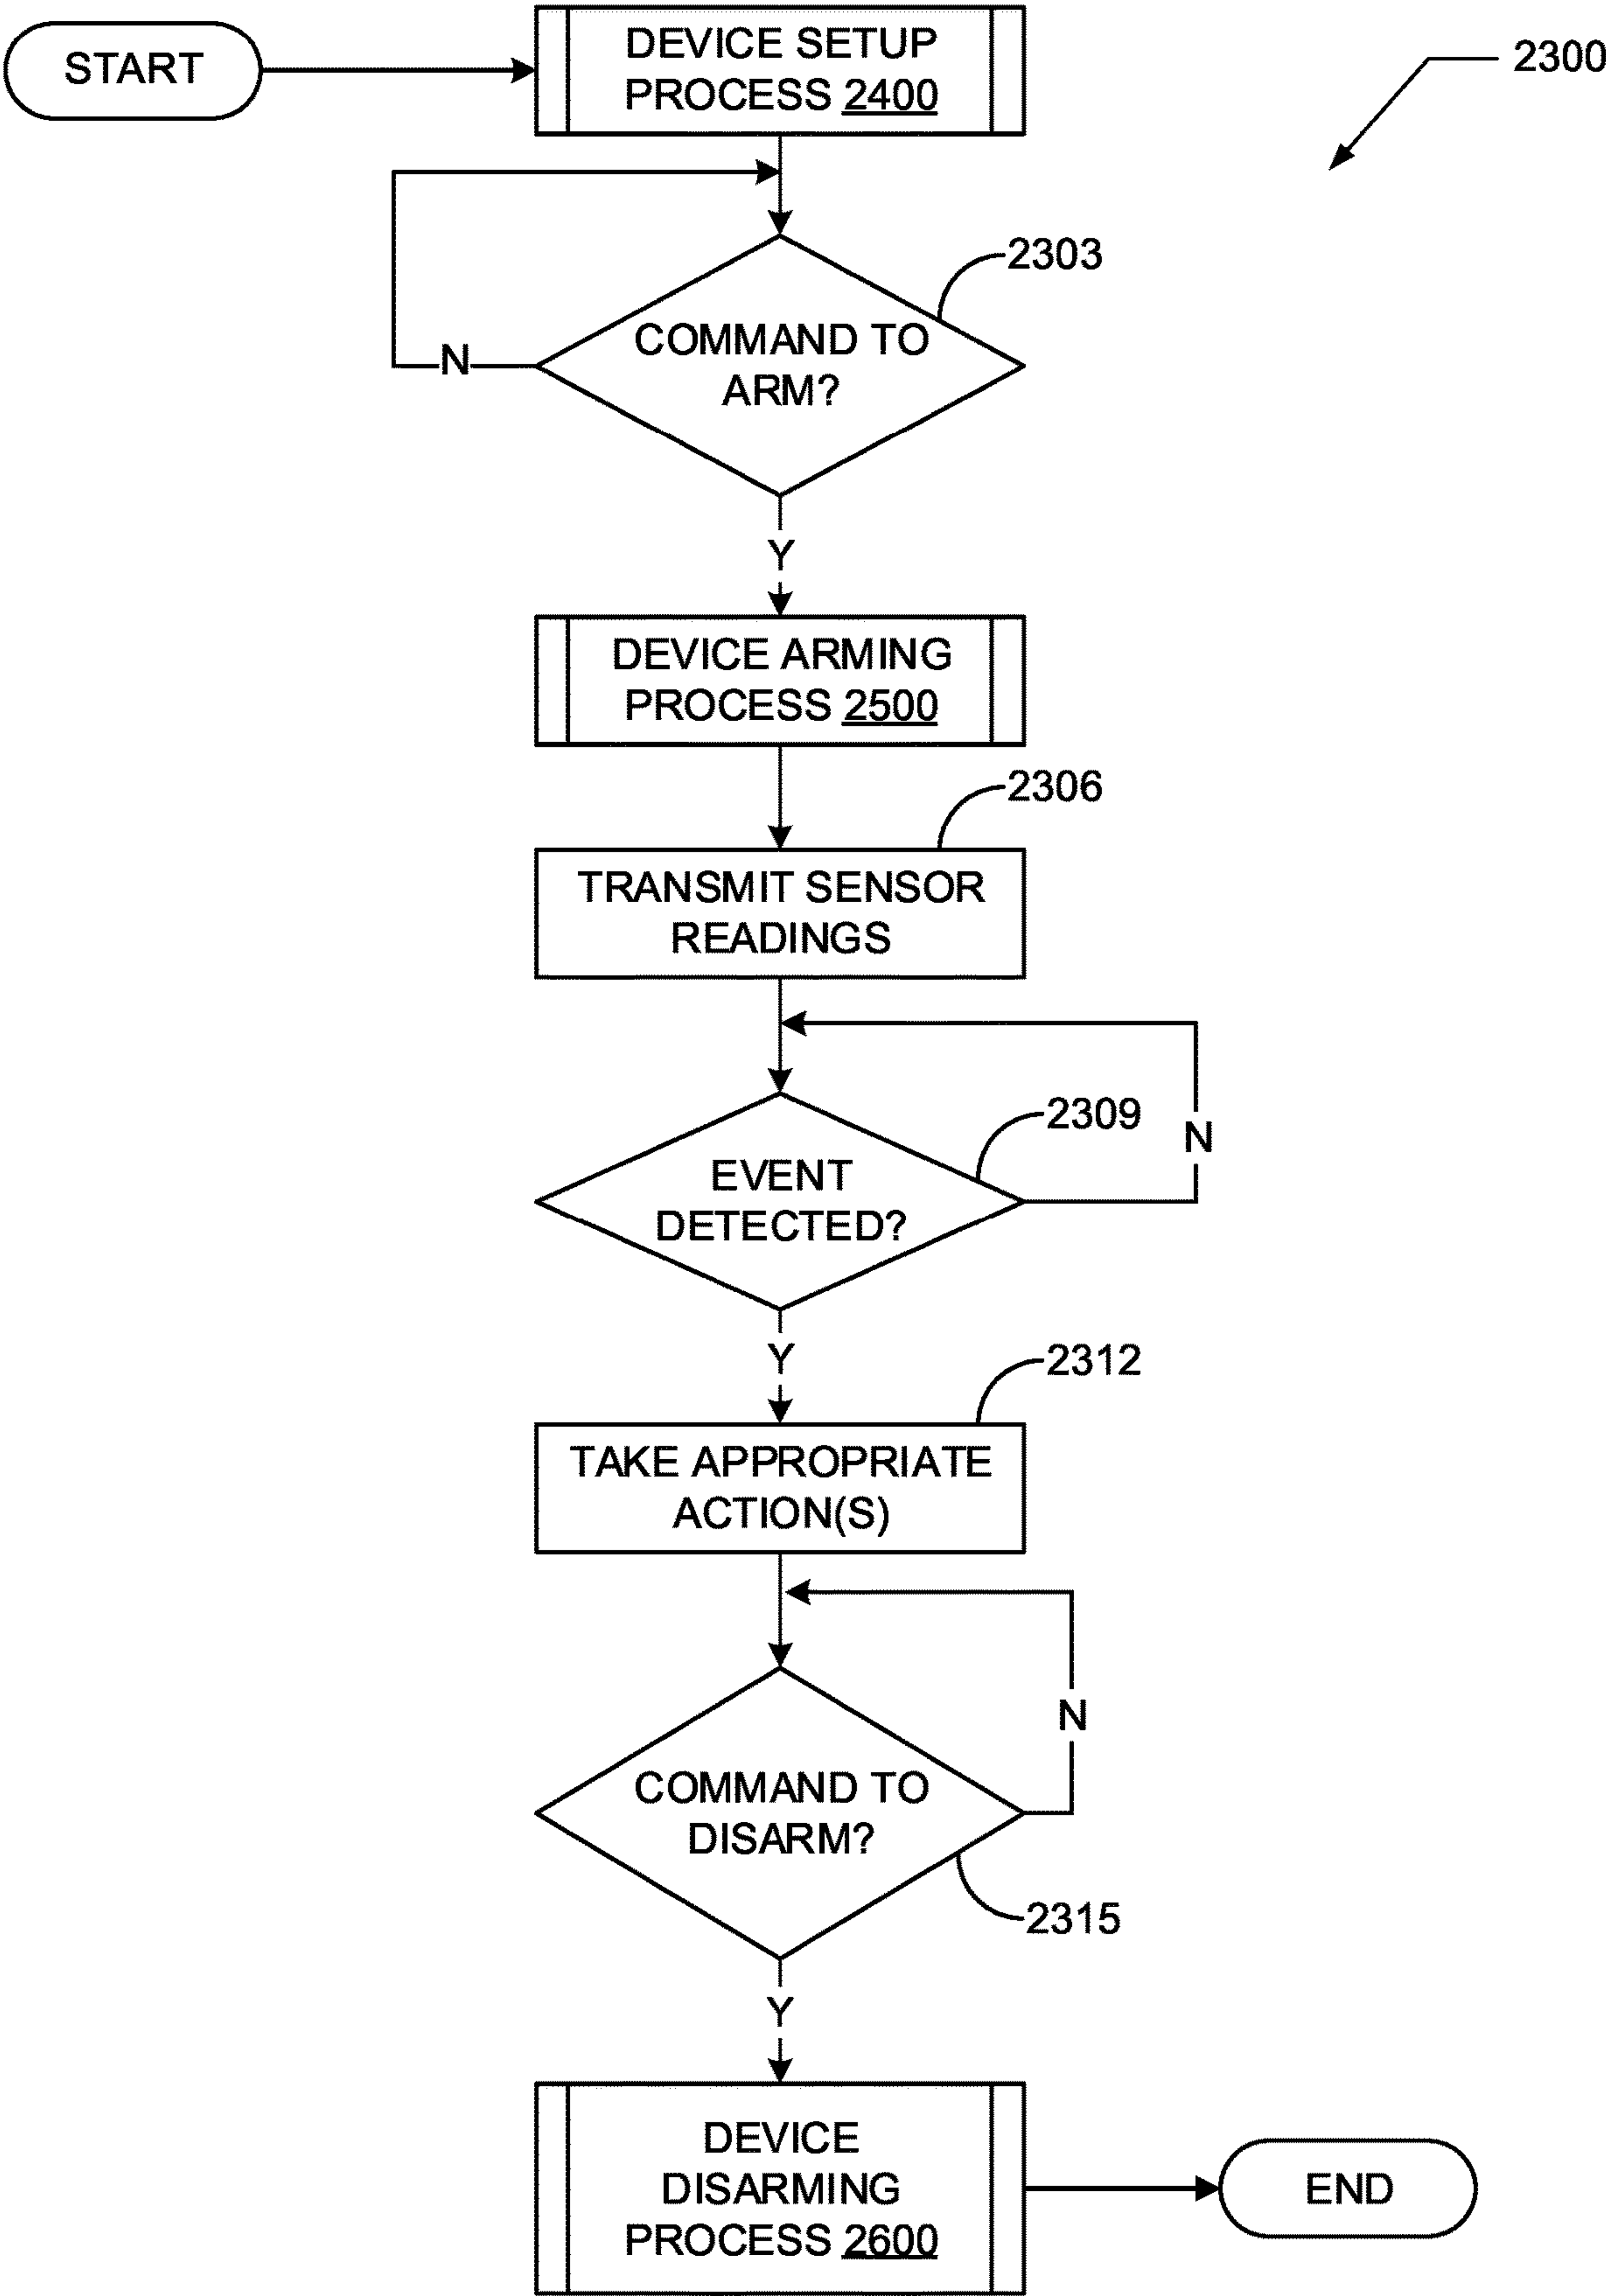 START
DEVICE SETUP
PROCESS 2400
2300
2303
COMMAND TO
ARM?
N
Y
DEVICE ARMING
PROCESS 2500
2306
TRANSMIT SENSOR
READINGS
2309
N
EVENT
DETECTED?
Y
2312
TAKE APPROPRIATE
ACTION(S)
N
COMMAND TO
DISARM?
2315
Y
DEVICE
DISARMING
PROCESS 2600
END